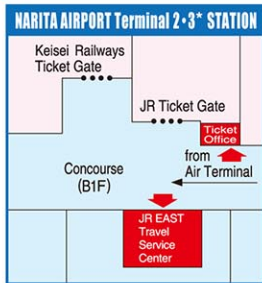 NARITA AIRPORT Terminal 2・3* STATION
Keisei Railways
Ticket Gate
JR Ticket Gate
Ticket
Office
from
Air Terminal
Concourse
(B1F)
JR EAST
Travel
Service
Center